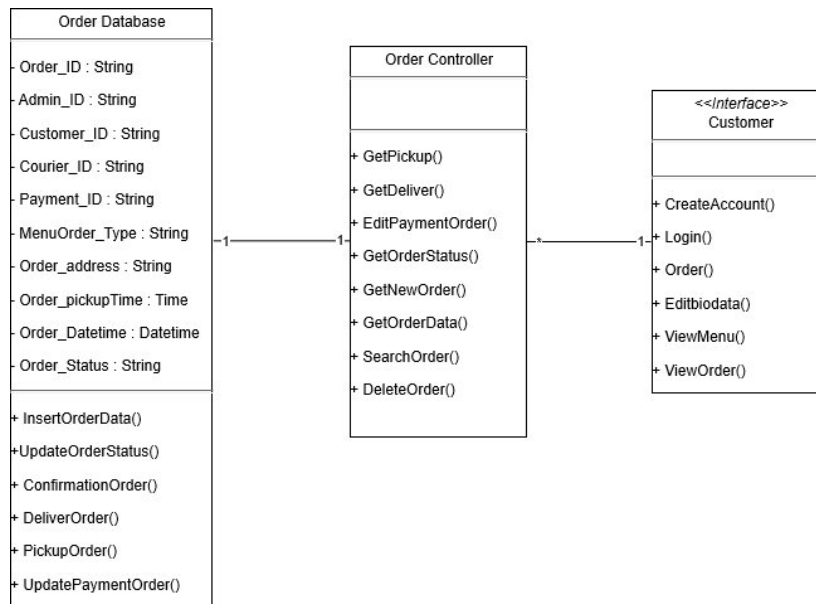 Order Database
- Order_ID : String
- Admin_ID : String
- Customer_ID : String
- Courier_ID : String
- Payment_ID : String
- MenuOrder_Type : String
- Order_address : String
- Order_pickupTime : Time
- Order_Datetime : Datetime
- Order_Status : String
+ InsertOrderData()
+UpdateOrderStatus()
+ ConfirmationOrder()
+ DeliverOrder()
+ PickupOrder()
+ UpdatePaymentOrder()
1
1
Order Controller
+ GetPickup()
+ GetDeliver()
+ EditPaymentOrder()
+ GetOrderStatus()
+ GetNewOrder()
+ GetOrderData()
+ SearchOrder()
+ DeleteOrder()
*
1
<<Interface>>
Customer
+ CreateAccount()
+ Login()
+ Order()
+ Editbiodata()
+ ViewMenu()
+ ViewOrder()